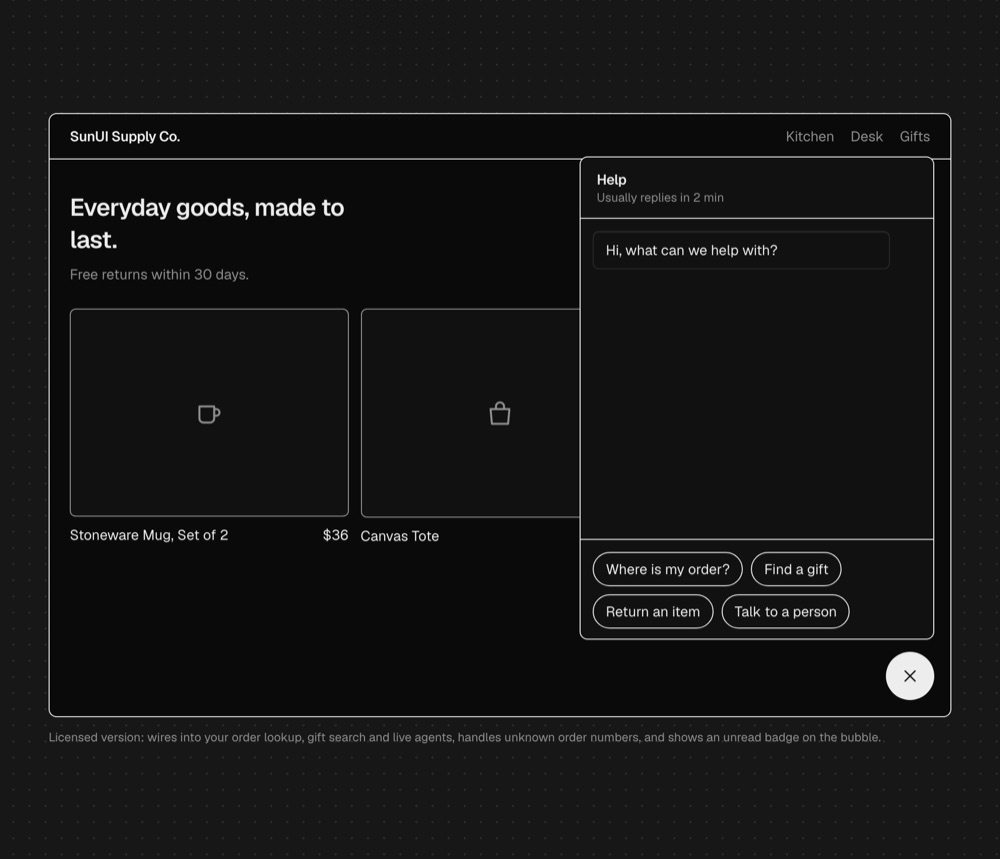 SunUI Supply Co.
Kitchen Desk Gifts
Everyday goods, made to
last.
Free returns within 30 days.
Stoneware Mug, Set of 2 $36
Canvas Tote
Help
Usually replies in 2 min
Hi, what can we help with?
Where is my order? Find a gift
Return an item Talk to a person
Licensed version: wires into your order lookup, gift search and live agents, handles unknown order numbers, and shows an unread badge on the bubble.